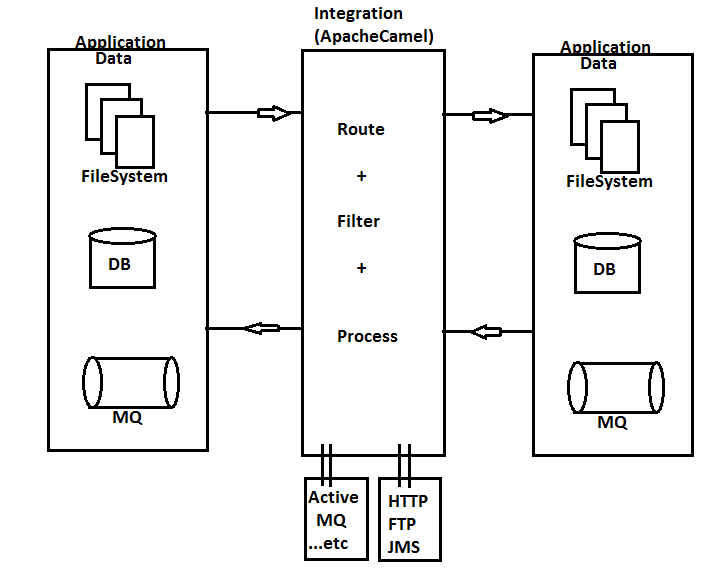 Integration
(ApacheCamel)
Application
Data
FileSystem
DB
MQ
Route
+
Filter
+
Process
Application
Data
FileSystem
DB
MQ
Active
MQ
...etc
HTTP
FTP
JMS